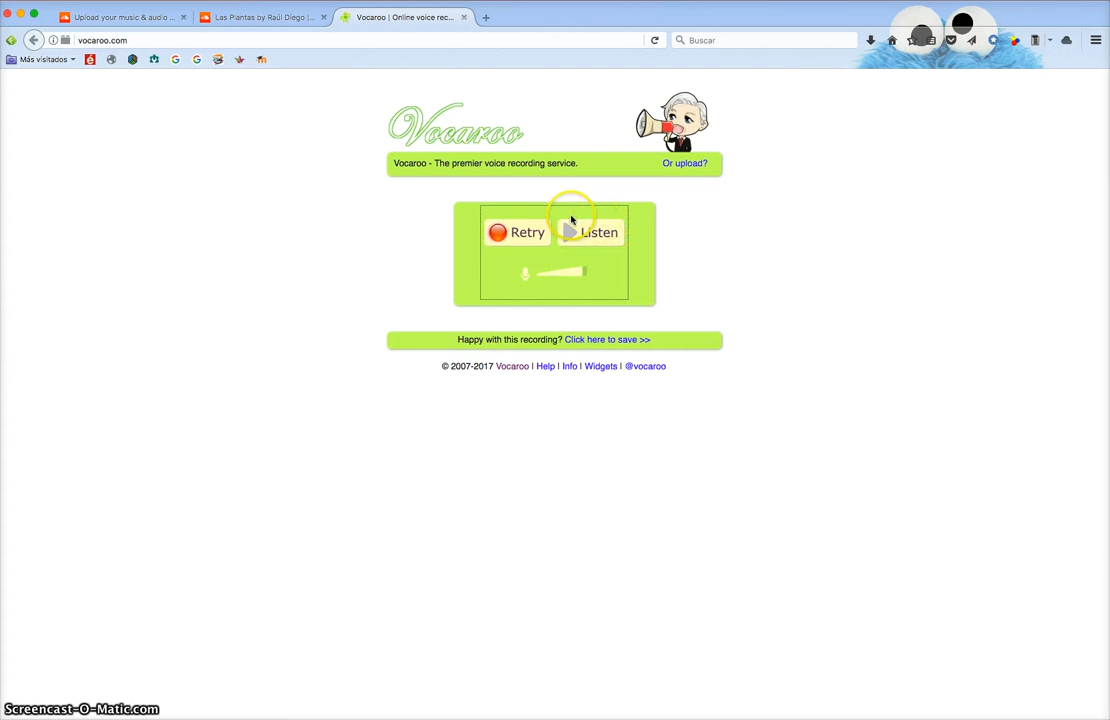 Upload your music & audio ...
Las Plantas by Raúl Diego |...
Vocaroo | Online voice rec...
vocaroo.com
Buscar
Más visitados
Vocaroo
Vocaroo - The premier voice recording service.
Or upload?
Retry
Listen
Happy with this recording? Click here to save >>
© 2007-2017 Vocaroo | Help | Info | Widgets | @vocaroo
Screencast-O-Matic.com